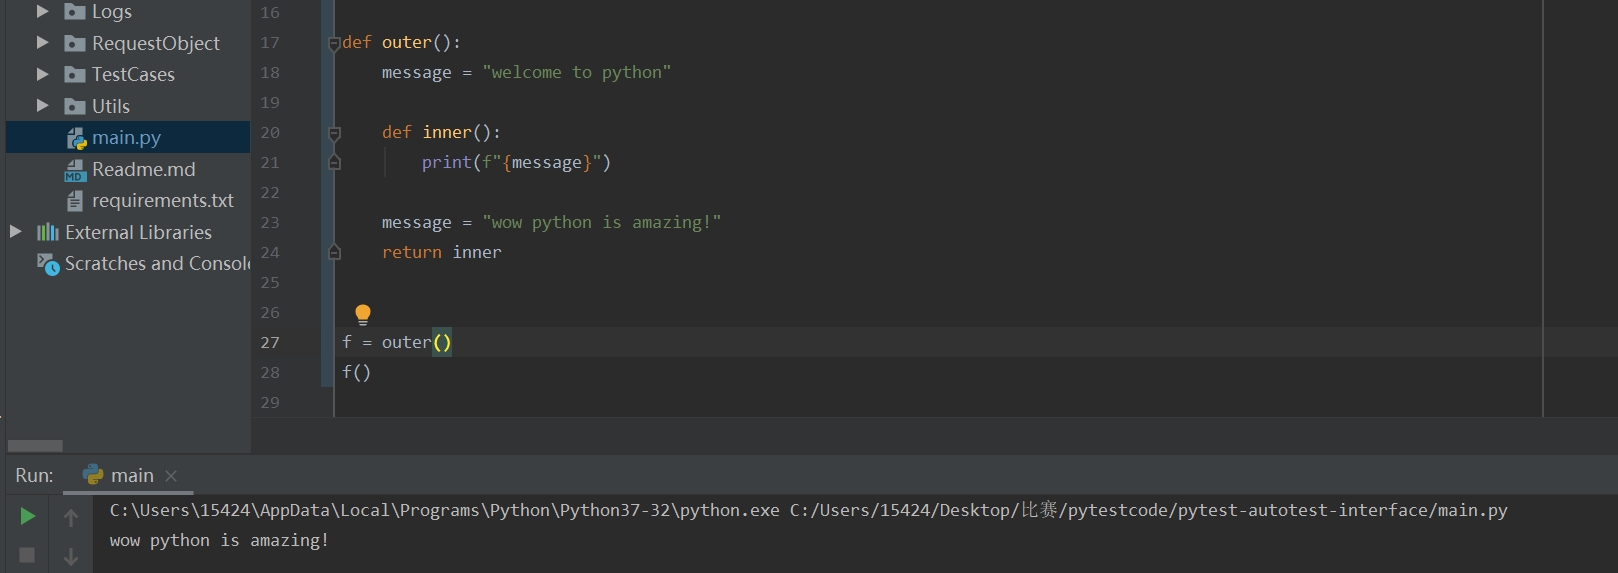 Logs
RequestObject
TestCases
Utils
main.py
MD Readme.md
requirements.txt
External Libraries
Scratches and Console
16
17 def outer():
18 message = "welcome to python"
19
20 def inner():
21 print(f"{message}")
22
23 message = "wow python is amazing!"
24 return inner
25
26
27 f = outer()
28 f()
29
Run: main
C:\Users\15424\AppData\Local\Programs\Python\Python37-32\python.exe C:/Users/15424/Desktop/比赛/pytestcode/pytest-autotest-interface/main.py
wow python is amazing!